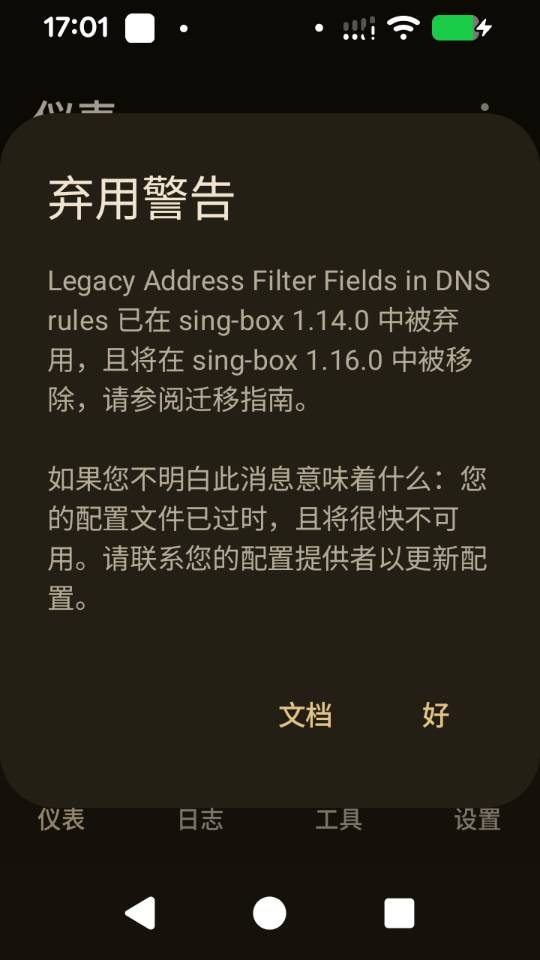 17:01
仪表
弃用警告
Legacy Address Filter Fields in DNS
rules 已在 sing-box 1.14.0 中被弃
用，且将在 sing-box 1.16.0 中被移
除，请参阅迁移指南。
如果您不明白此消息意味着什么：您
的配置文件已过时，且将很快不可
用。请联系您的配置提供者以更新配
置。
文档 好
仪表 日志 工具 设置